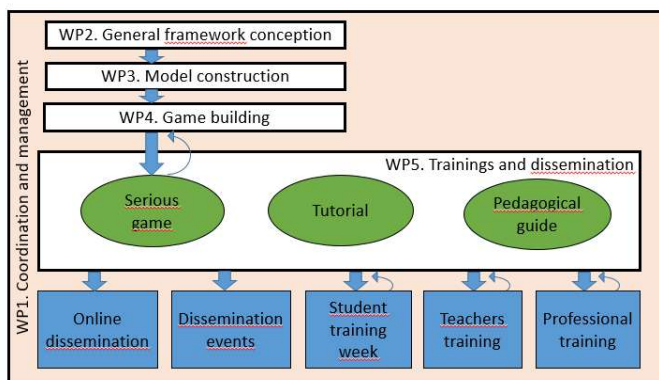 WP1. Coordination and management
WP2. General framework conception
WP3. Model construction
WP4. Game building
WP5. Trainings and dissemination
Serious
game
Tutorial
Pedagogical
guide
Online
dissemination
Dissemination
events
Student
training
week
Teachers
training
Professional
training